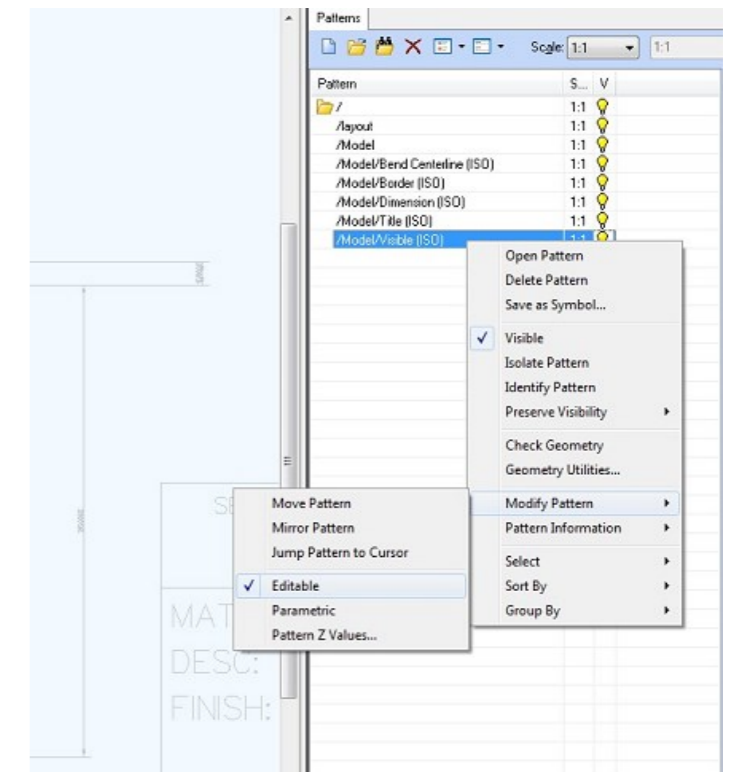 Patterns
Scale: 1:1 1:1
Pattern S... V
/ 1:1
/layout 1:1
/Model 1:1
/Model/Bend Centerline (ISO) 1:1
/Model/Border (ISO) 1:1
/Model/Dimension (ISO) 1:1
/Model/Title (ISO) 1:1
/Model/Visible (ISO) 1:1
Open Pattern
Delete Pattern
Save as Symbol...
Visible
Isolate Pattern
Identify Pattern
Preserve Visibility
Check Geometry
Geometry Utilities...
Modify Pattern
Pattern Information
Select
Sort By
Group By
Move Pattern
Mirror Pattern
Jump Pattern to Cursor
Editable
Parametric
Pattern Z Values...
MAT
DESC:
FINISH: